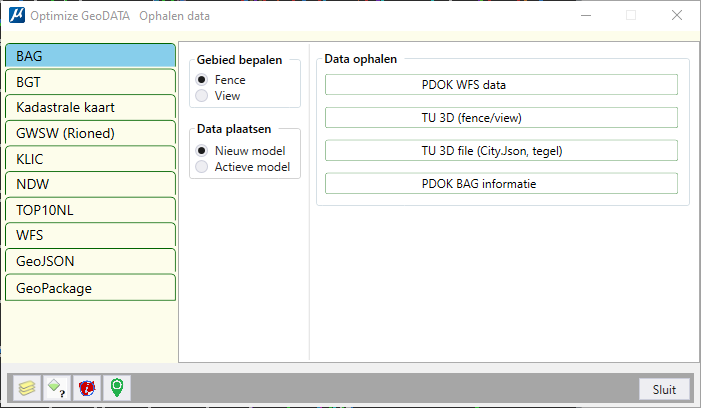 Optimize GeoDATA Ophalen data
BAG
BGT
Kadastrale kaart
GWSW (Rioned)
KLIC
NDW
TOP10NL
WFS
GeoJSON
GeoPackage
Gebied bepalen
Fence
View
Data plaatsen
Nieuw model
Actieve model
Data ophalen
PDOK WFS data
TU 3D (fence/view)
TU 3D file (CityJson, tegel)
PDOK BAG informatie
Sluit